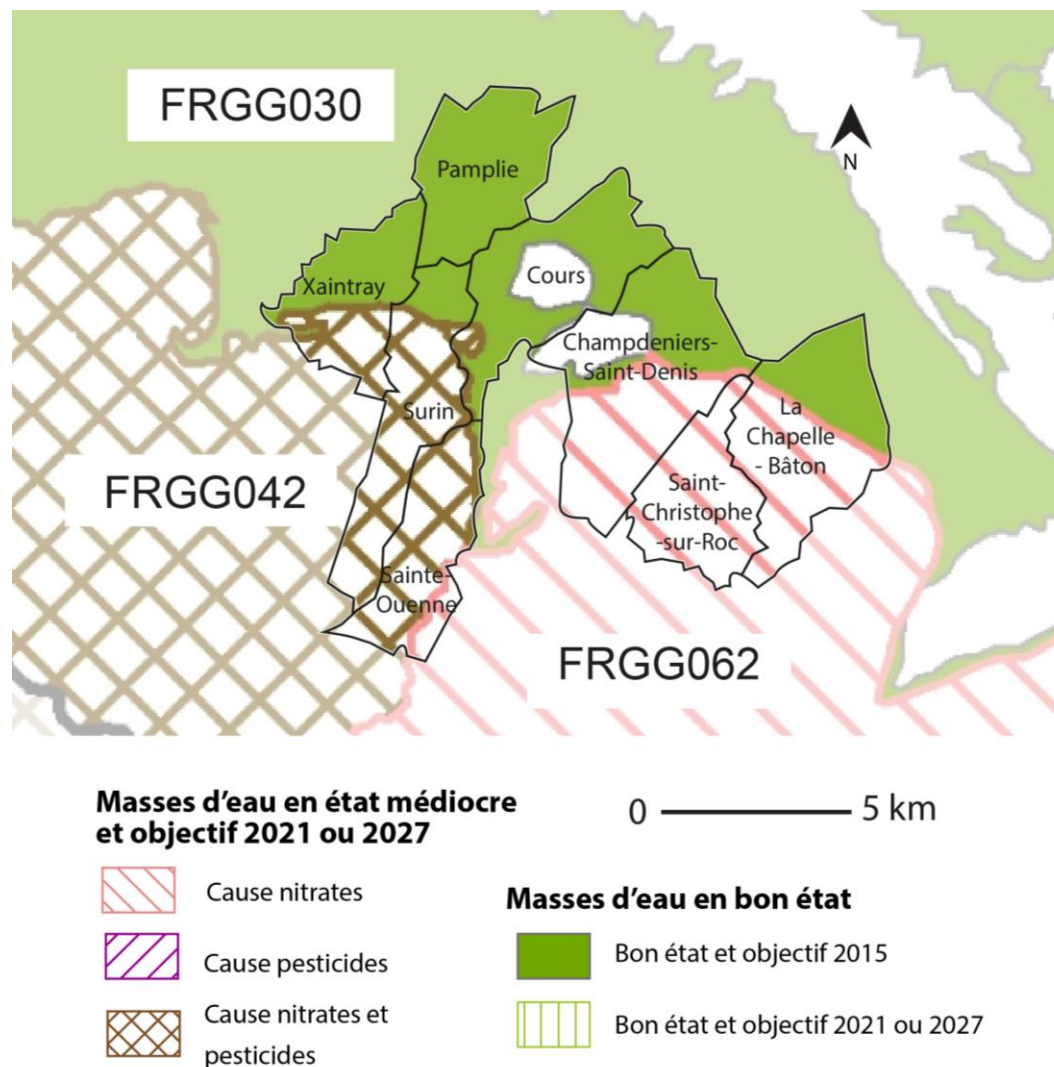 FRGG030
Pamplie
N
Xaintray
Cours
Champdeniers-
Saint-Denis
Surin
La
Chapelle
- Bâton
FRGG042
Saint-
Christophe
-sur-Roc
Sainte-
Ouenne
FRGG062
Masses d'eau en état médiocre
et objectif 2021 ou 2027
0 5 km
Cause nitrates
Cause pesticides
Cause nitrates et
pesticides
Masses d'eau en bon état
Bon état et objectif 2015
Bon état et objectif 2021 ou 2027